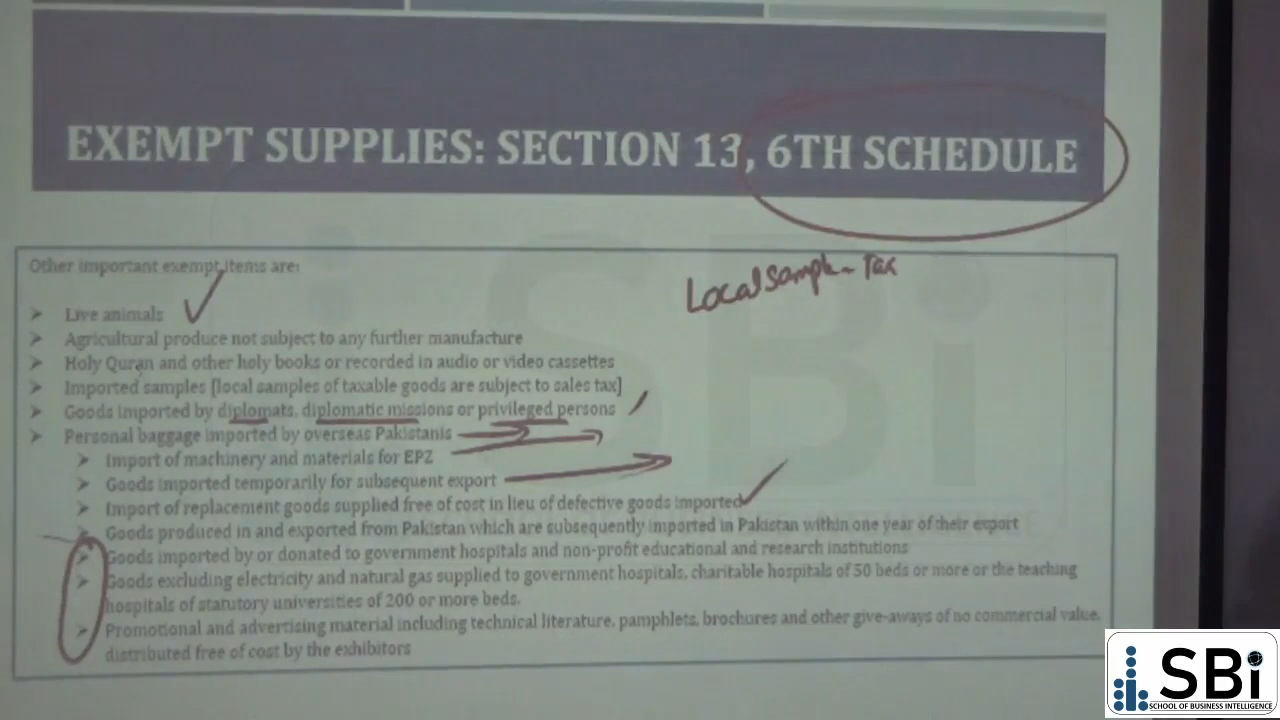 EXEMPT SUPPLIES: SECTION 13, 6TH SCHEDULE
Other important exempt items are:
Local Sample - Tax
➤ Live animals
➤ Agricultural produce not subject to any further manufacture
➤ Holy Quran and other holy books or recorded in audio or video cassettes
➤ Imported samples [local samples of taxable goods are subject to sales tax]
➤ Goods imported by diplomats, diplomatic missions or privileged persons
➤ Personal baggage imported by overseas Pakistanis
➤ Import of machinery and materials for EPZ
➤ Goods imported temporarily for subsequent export
➤ Import of replacement goods supplied free of cost in lieu of defective goods imported
➤ Goods produced in and exported from Pakistan which are subsequently imported in Pakistan within one year of their export
➤ Goods imported by or donated to government hospitals and non-profit educational and research institutions
➤ Goods excluding electricity and natural gas supplied to government hospitals, charitable hospitals of 50 beds or more or the teaching
hospitals of statutory universities of 200 or more beds.
➤ Promotional and advertising material including technical literature, pamphlets, brochures and other give-aways of no commercial value,
distributed free of cost by the exhibitors
SBi
SCHOOL OF BUSINESS INTELLIGENCE